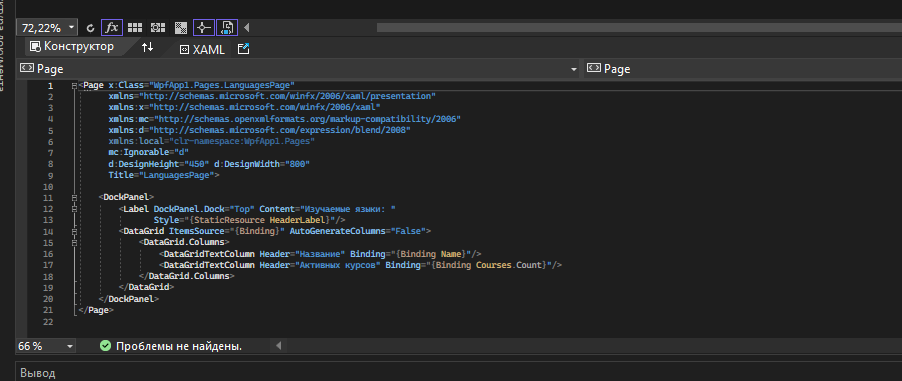 72,22%
fx
Конструктор
XAML
Page
Page
1 <Page x:Class="WpfApp1.Pages.LanguagesPage"
2 xmlns="http://schemas.microsoft.com/winfx/2006/xaml/presentation"
3 xmlns:x="http://schemas.microsoft.com/winfx/2006/xaml"
4 xmlns:mc="http://schemas.openxmlformats.org/markup-compatibility/2006"
5 xmlns:d="http://schemas.microsoft.com/expression/blend/2008"
6 xmlns:local="clr-namespace:WpfApp1.Pages"
7 mc:Ignorable="d"
8 d:DesignHeight="450" d:DesignWidth="800"
9 Title="LanguagesPage">
10
11 <DockPanel>
12 <Label DockPanel.Dock="Top" Content="Изучаемые языки: "
13 Style="{StaticResource HeaderLabel}"/>
14 <DataGrid ItemsSource="{Binding}" AutoGenerateColumns="False">
15 <DataGrid.Columns>
16 <DataGridTextColumn Header="Название" Binding="{Binding Name}"/>
17 <DataGridTextColumn Header="Активных курсов" Binding="{Binding Courses.Count}"/>
18 </DataGrid.Columns>
19 </DataGrid>
20 </DockPanel>
21 </Page>
22
66 %
Проблемы не найдены.
Вывод